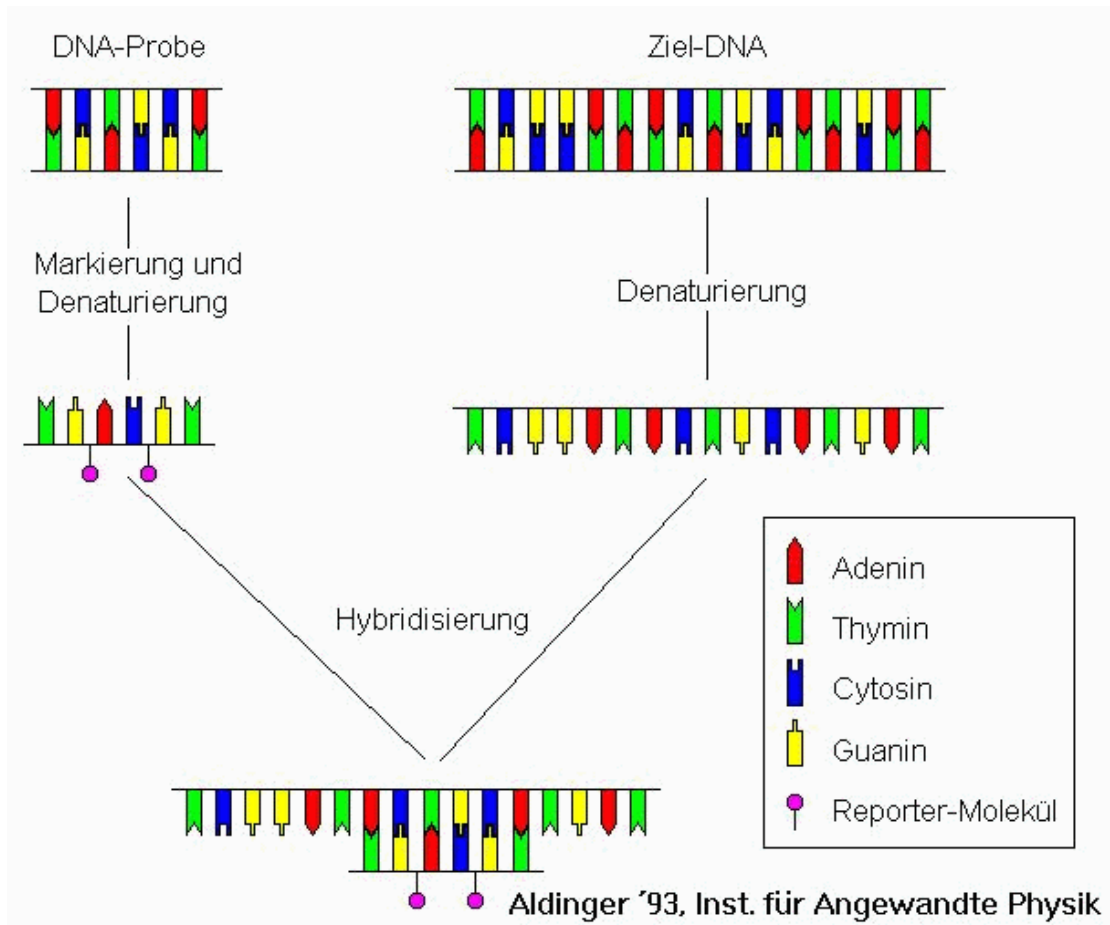 DNA-Probe
Ziel-DNA
Markierung und
Denaturierung
Denaturierung
Hybridisierung
Adenin
Thymin
Cytosin
Guanin
Reporter-Molekül
Aldinger ´93, Inst. für Angewandte Physik